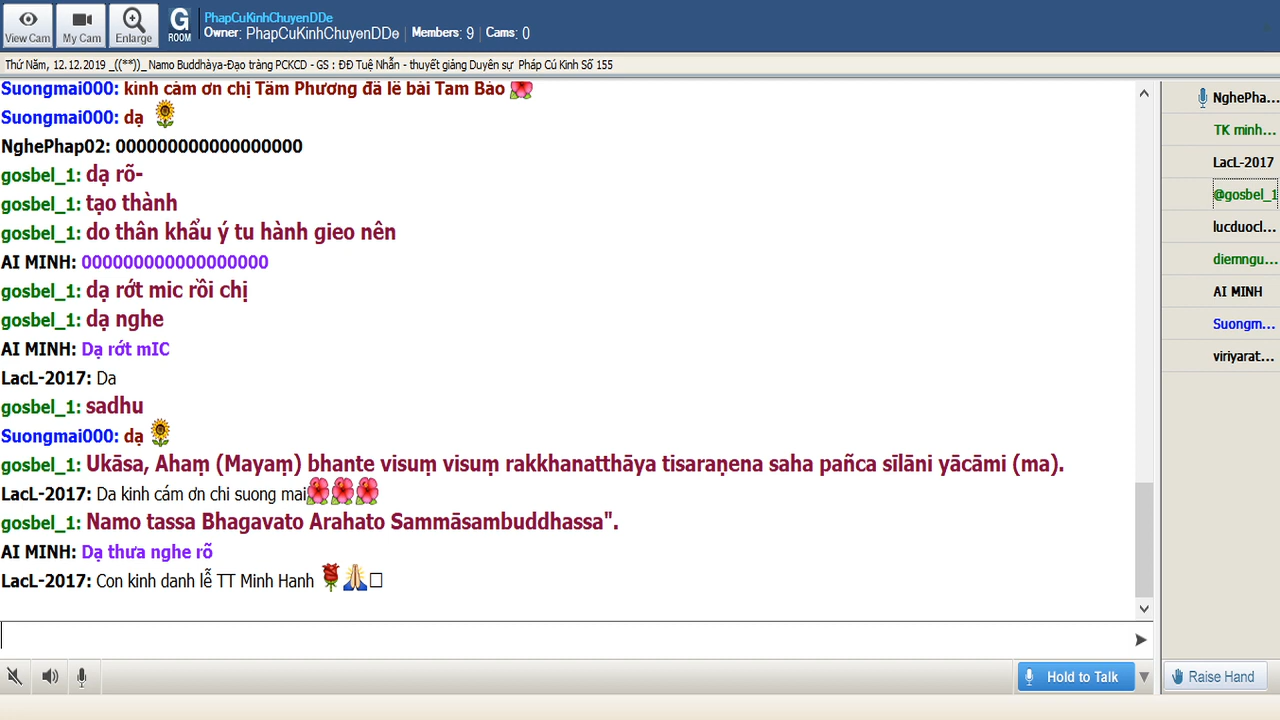 PhapCuKinhChuyenDDe
Owner: PhapCuKinhChuyenDDe | Members: 9 | Cams: 0
View Cam
My Cam
Enlarge
G
ROOM
Thứ Năm, 12.12.2019 _((**))_ Namo Buddhàya-Đạo tràng PCKCD - GS : ĐĐ Tuệ Nhẫn - thuyết giảng Duyên sự Pháp Cú Kinh Số 155
Suongmai000: kính cám ơn chị Tâm Phương đã lễ bái Tam Bảo
Suongmai000: dạ
NghePhap02: 000000000000000000
gosbel_1: dạ rõ-
gosbel_1: tạo thành
gosbel_1: do thân khẩu ý tu hành gieo nên
AI MINH: 000000000000000000
gosbel_1: dạ rớt mic rồi chị
gosbel_1: dạ nghe
AI MINH: Dạ rớt mIC
LacL-2017: Da
gosbel_1: sadhu
Suongmai000: dạ
gosbel_1: Ukāsa, Ahaṃ (Mayaṃ) bhante visuṃ visuṃ rakkhanatthāya tisaraṇena saha pañca sīlāni yācāmi (ma).
LacL-2017: Da kinh cám ơn chi suong mai
gosbel_1: Namo tassa Bhagavato Arahato Sammāsambuddhassa".
AI MINH: Dạ thưa nghe rõ
LacL-2017: Con kinh danh lễ TT Minh Hanh
NghePha...
TK minh...
LacL-2017
@gosbel_1
lucduocl...
diemngu...
AI MINH
Suongm...
viriyarat...
Hold to Talk
Raise Hand